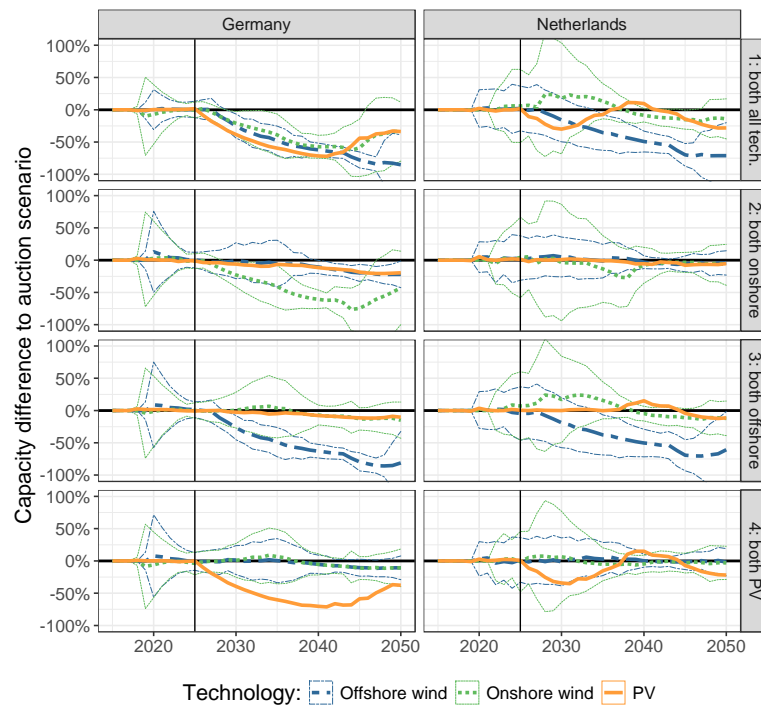 Germany
Netherlands
Capacity difference to auction scenario
100%
50%
0%
-50%
-100%
1: both all tech.
100%
50%
0%
-50%
-100%
2: both onshore
100%
50%
0%
-50%
-100%
3: both offshore
100%
50%
0%
-50%
-100%
4: both PV
2020 2030 2040 2050 2020 2030 2040 2050
Technology: Offshore wind Onshore wind PV